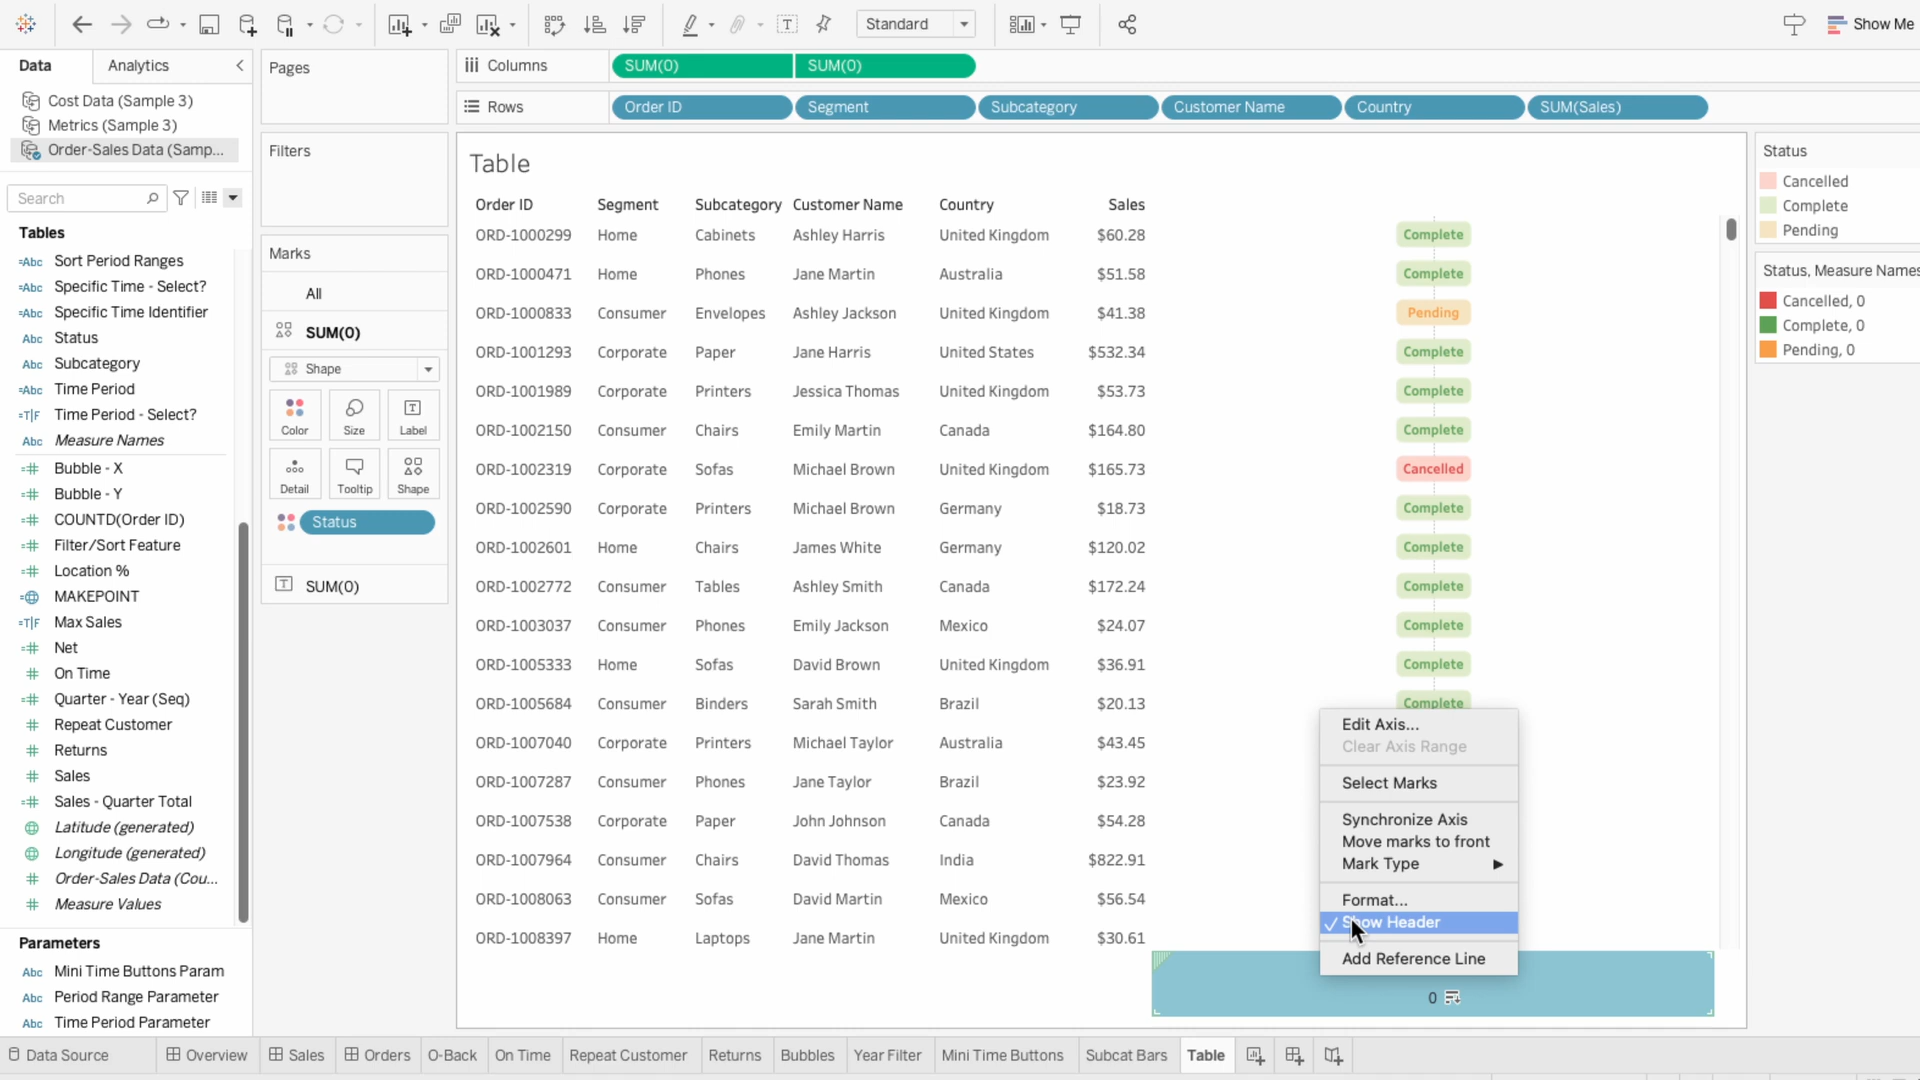 Standard
Show Me
Data
Analytics
Cost Data (Sample 3)
Metrics (Sample 3)
Order-Sales Data (Samp...
Search
Tables
Abc Sort Period Ranges
Abc Specific Time - Select?
Abc Specific Time Identifier
Abc Status
Abc Subcategory
Abc Time Period
T|F Time Period - Select?
Abc Measure Names
Bubble - X
Bubble - Y
COUNTD(Order ID)
Filter/Sort Feature
Location %
MAKEPOINT
T|F Max Sales
Net
On Time
Quarter - Year (Seq)
Repeat Customer
Returns
Sales
Sales - Quarter Total
Latitude (generated)
Longitude (generated)
Order-Sales Data (Cou...
Measure Values
Parameters
Abc Mini Time Buttons Param
Abc Period Range Parameter
Abc Time Period Parameter
Pages
Filters
Marks
All
SUM(0)
Shape
Color Size Label
Detail Tooltip Shape
Status
SUM(0)
Columns SUM(0) SUM(0)
Rows Order ID Segment Subcategory Customer Name Country SUM(Sales)
Table
Order ID Segment Subcategory Customer Name Country Sales
ORD-1000299 Home Cabinets Ashley Harris United Kingdom $60.28 Complete
ORD-1000471 Home Phones Jane Martin Australia $51.58 Complete
ORD-1000833 Consumer Envelopes Ashley Jackson United Kingdom $41.38 Pending
ORD-1001293 Corporate Paper Jane Harris United States $532.34 Complete
ORD-1001989 Corporate Printers Jessica Thomas United Kingdom $53.73 Complete
ORD-1002150 Consumer Chairs Emily Martin Canada $164.80 Complete
ORD-1002319 Corporate Sofas Michael Brown United Kingdom $165.73 Cancelled
ORD-1002590 Corporate Printers Michael Brown Germany $18.73 Complete
ORD-1002601 Home Chairs James White Germany $120.02 Complete
ORD-1002772 Consumer Tables Ashley Smith Canada $172.24 Complete
ORD-1003037 Consumer Phones Emily Jackson Mexico $24.07 Complete
ORD-1005333 Home Sofas David Brown United Kingdom $36.91 Complete
ORD-1005684 Consumer Binders Sarah Smith Brazil $20.13 Complete
ORD-1007040 Corporate Printers Michael Taylor Australia $43.45
ORD-1007287 Consumer Phones Jane Taylor Brazil $23.92
ORD-1007538 Corporate Paper John Johnson Canada $54.28
ORD-1007964 Consumer Chairs David Thomas India $822.91
ORD-1008063 Consumer Sofas David Martin Mexico $56.54
ORD-1008397 Home Laptops Jane Martin United Kingdom $30.61
0
Edit Axis...
Clear Axis Range
Select Marks
Synchronize Axis
Move marks to front
Mark Type
Format...
Show Header
Add Reference Line
Status
Cancelled
Complete
Pending
Status, Measure Names
Cancelled, 0
Complete, 0
Pending, 0
Data Source Overview Sales Orders O-Back On Time Repeat Customer Returns Bubbles Year Filter Mini Time Buttons Subcat Bars Table